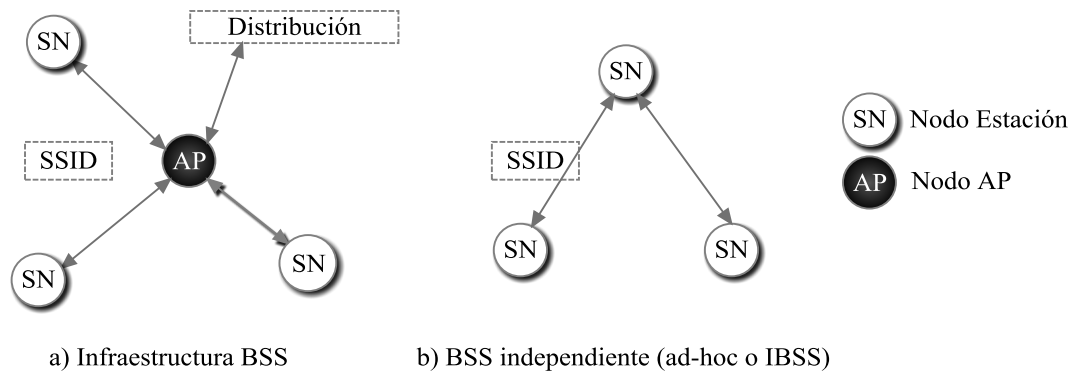 SN
Distribución
SSID
AP
SN
SN
a) Infraestructura BSS
SN
SSID
SN
SN
b) BSS independiente (ad-hoc o IBSS)
SN Nodo Estación
AP Nodo AP